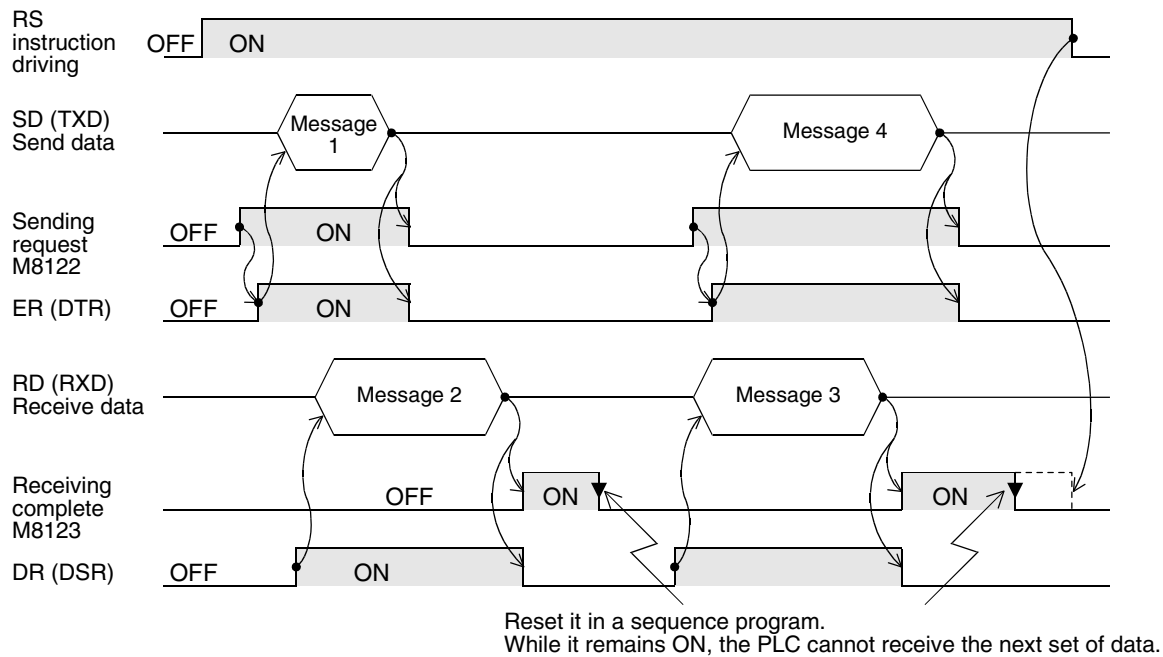 RS
instruction
driving
OFF ON
SD (TXD)
Send data
Message
1
Message 4
Sending
request
M8122
OFF ON
ER (DTR) OFF ON
RD (RXD)
Receive data
Message 2 Message 3
Receiving
complete
M8123
OFF ON ON
DR (DSR) OFF ON
Reset it in a sequence program.
While it remains ON, the PLC cannot receive the next set of data.